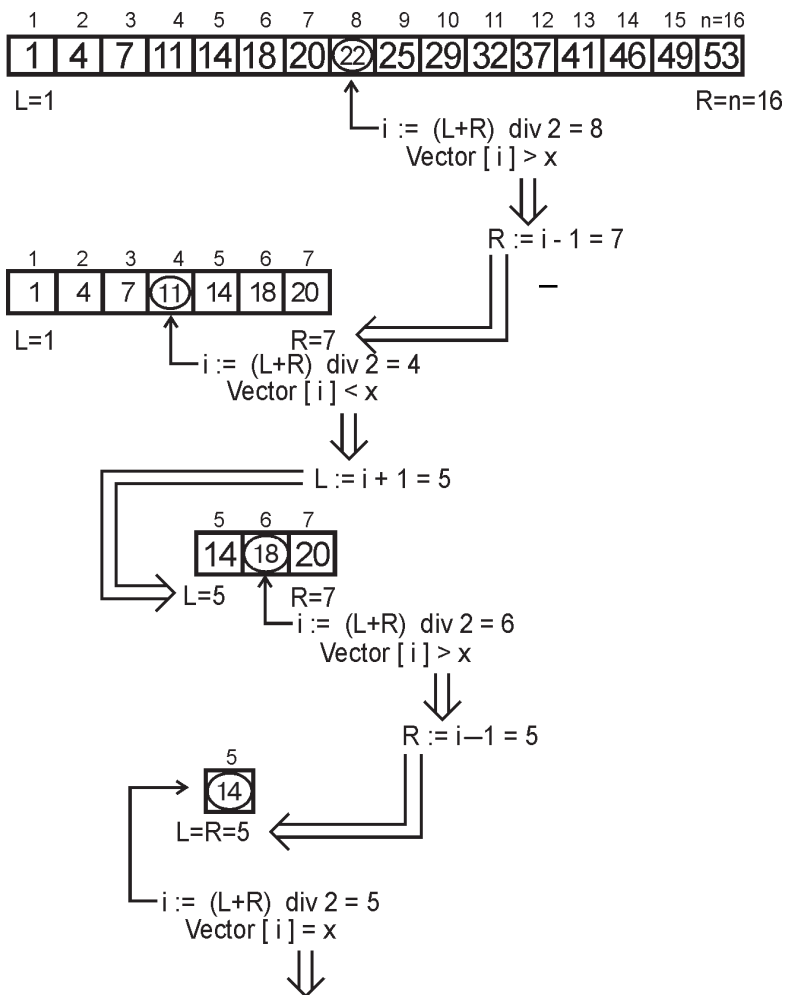 1 2 3 4 5 6 7 8 9 10 11 12 13 14 15 n=16
1 4 7 11 14 18 20 22 25 29 32 37 41 46 49 53
L=1 R=n=16
i := (L+R) div 2 = 8
Vector [ i ] > x
R := i - 1 = 7
–
1 2 3 4 5 6 7
1 4 7 11 14 18 20
L=1 R=7
i := (L+R) div 2 = 4
Vector [ i ] < x
L := i + 1 = 5
5 6 7
14 18 20
L=5 R=7
i := (L+R) div 2 = 6
Vector [ i ] > x
R := i–1 = 5
5
14
L=R=5
i := (L+R) div 2 = 5
Vector [ i ] = x